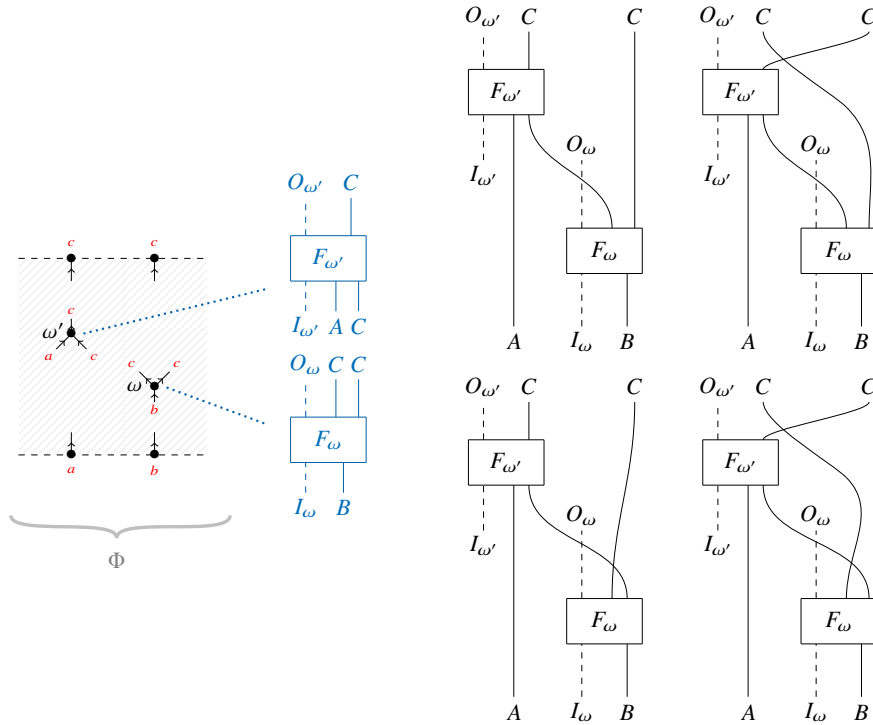 c c
ω′
c
a c
c c
ω
b
a b
Φ
O_ω′ C
F_ω′
I_ω′ A C
O_ω C C
F_ω
I_ω B
O_ω′ C C
F_ω′
O_ω
I_ω′
F_ω
A I_ω B
O_ω′ C C
F_ω′
O_ω
I_ω′
F_ω
A I_ω B
O_ω′ C C
F_ω′
O_ω
I_ω′
F_ω
A I_ω B
O_ω′ C C
F_ω′
O_ω
I_ω′
F_ω
A I_ω B